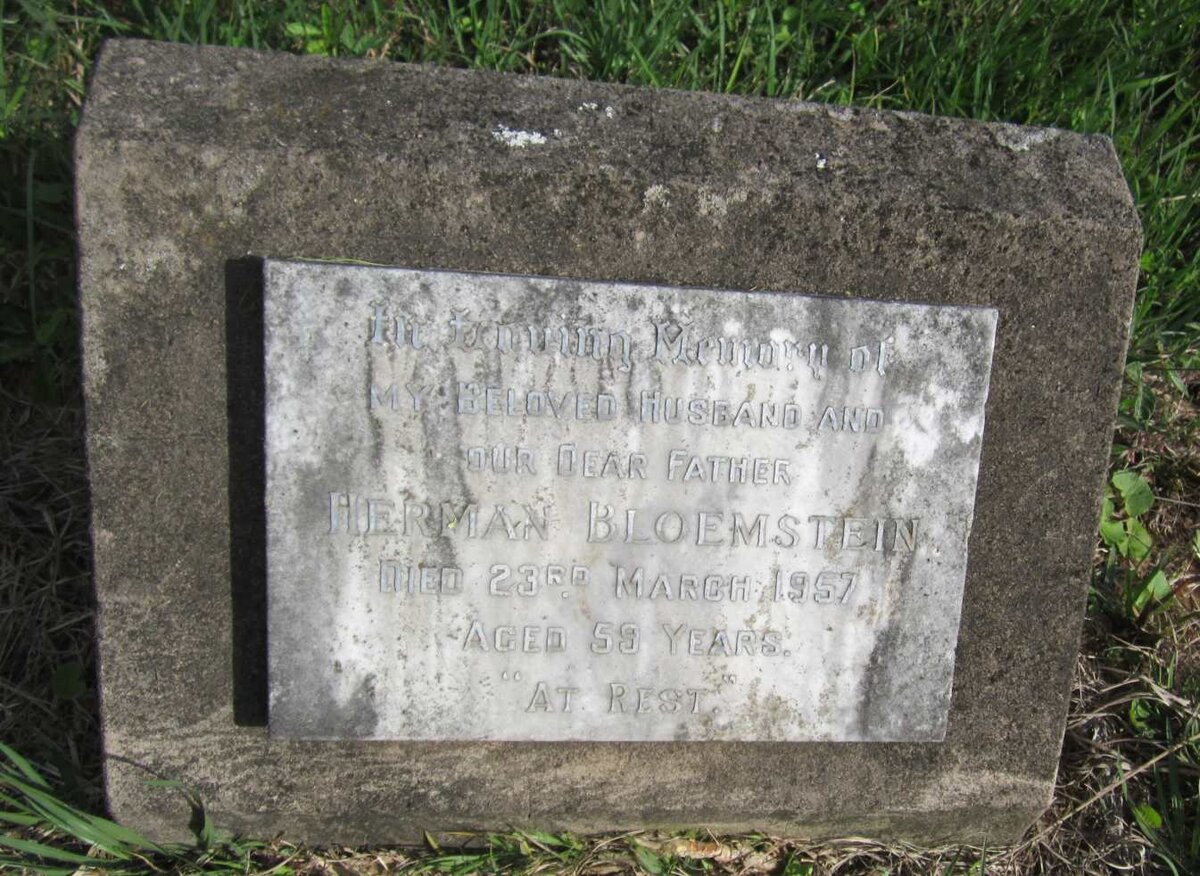 In Loving Memory of
MY BELOVED HUSBAND AND
OUR DEAR FATHER
HERMAN BLOEMSTEIN
DIED 23RD MARCH 1957
AGED 59 YEARS.
"AT REST."